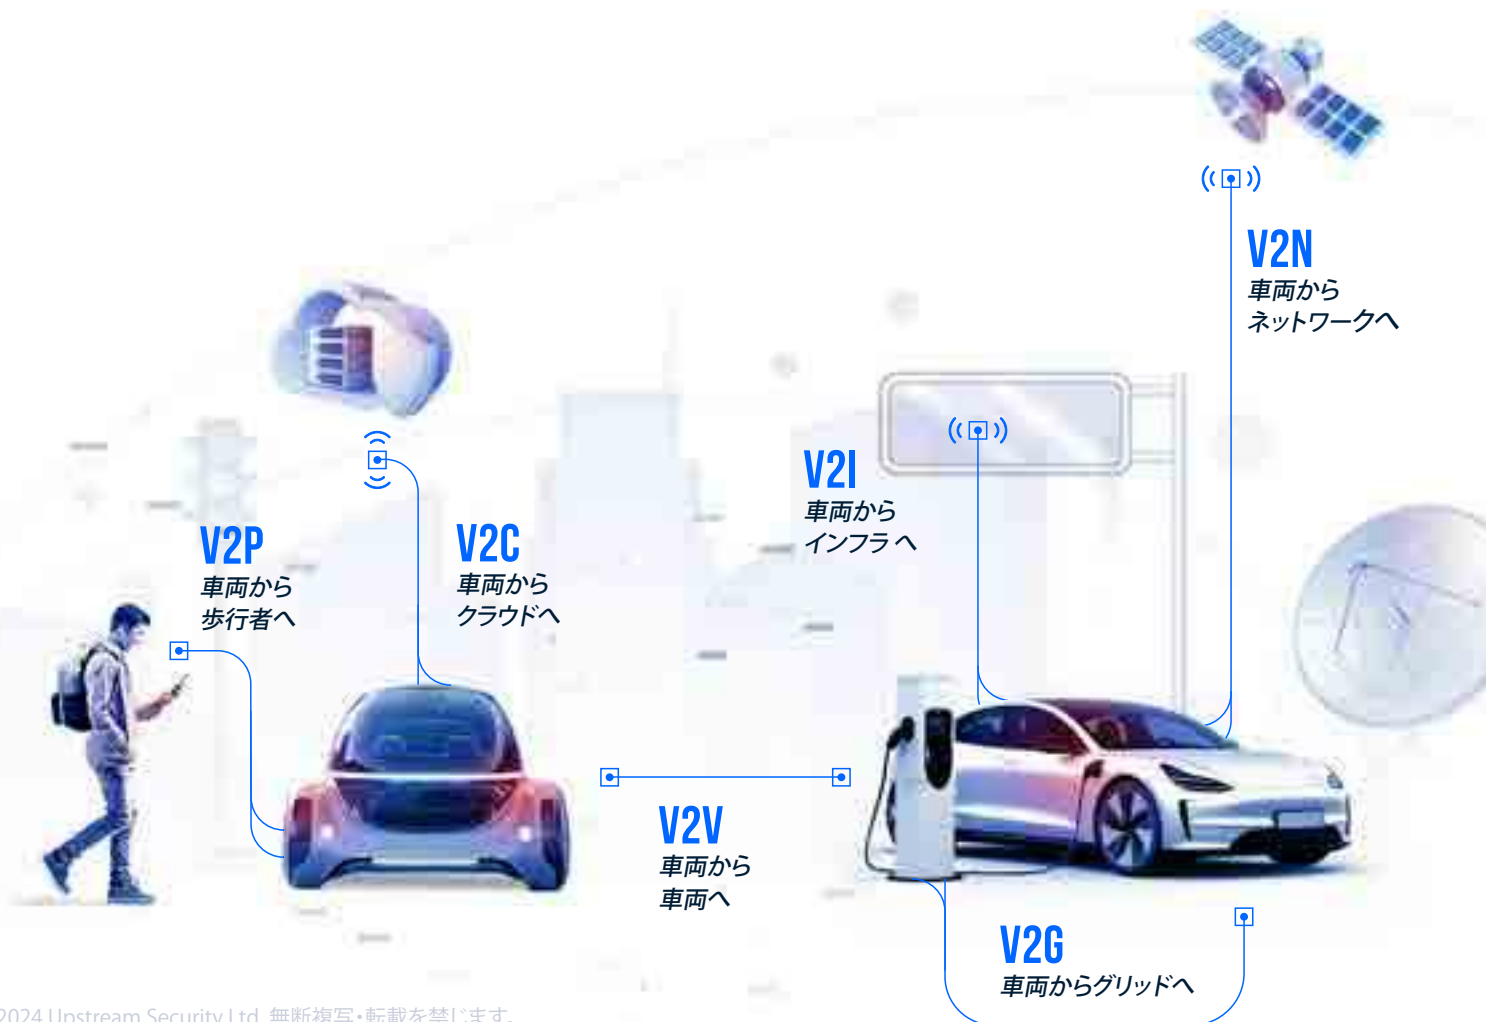 V2N
車両から
ネットワークへ
V2I
車両から
インフラ へ
V2P
車両から
歩行者へ
V2C
車両から
クラウドへ
V2V
車両から
車両へ
V2G
車両からグリッドへ
2024 Upstream Security Ltd. 無断複写・転載を禁じます。